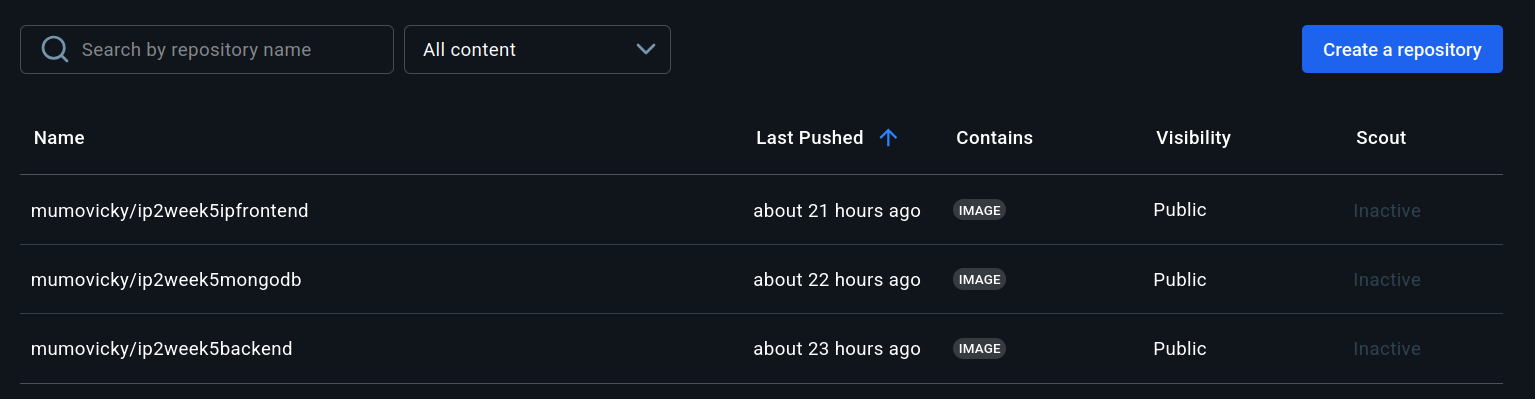 Search by repository name All content Create a repository
Name Last Pushed Contains Visibility Scout
mumovicky/ip2week5ipfrontend about 21 hours ago IMAGE Public Inactive
mumovicky/ip2week5mongodb about 22 hours ago IMAGE Public Inactive
mumovicky/ip2week5backend about 23 hours ago IMAGE Public Inactive